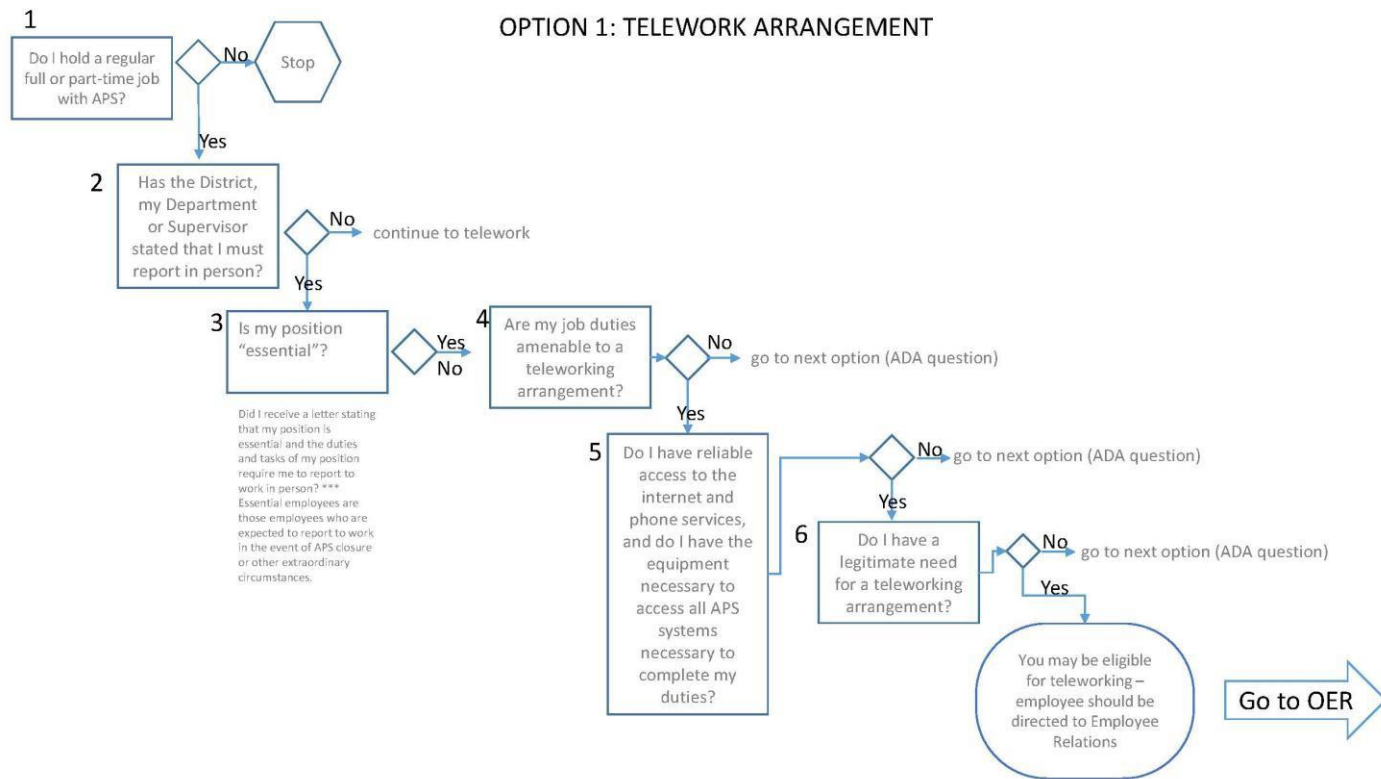 OPTION 1: TELEWORK ARRANGEMENT
1
Do I hold a regular
full or part-time job
with APS?
No
Stop
Yes
2
Has the District,
my Department
or Supervisor
stated that I must
report in person?
No
continue to telework
Yes
3
Is my position
“essential”?
Yes
No
Did I receive a letter stating
that my position is
essential and the duties
and tasks of my position
require me to report to
work in person? ***
Essential employees are
those employees who are
expected to report to work
in the event of APS closure
or other extraordinary
circumstances.
4
Are my job duties
amenable to a
teleworking
arrangement?
No
go to next option (ADA question)
Yes
5
Do I have reliable
access to the
internet and
phone services,
and do I have the
equipment
necessary to
access all APS
systems
necessary to
complete my
duties?
No
go to next option (ADA question)
Yes
6
Do I have a
legitimate need
for a teleworking
arrangement?
No
go to next option (ADA question)
Yes
You may be eligible
for teleworking –
employee should be
directed to Employee
Relations
Go to OER